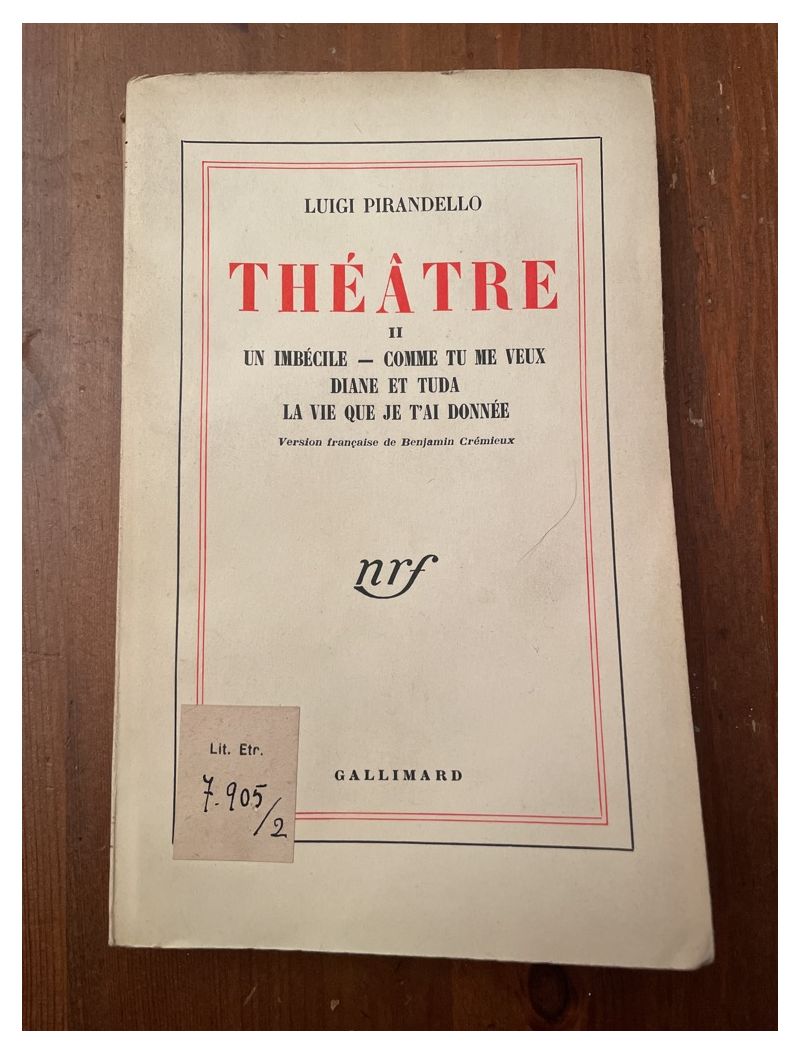 LUIGI PIRANDELLO
THÉÂTRE
II
UN IMBÉCILE — COMME TU ME VEUX
DIANE ET TUDA
LA VIE QUE JE T'AI DONNÉE
Version française de Benjamin Crémieux
nrf
Lit. Etr.
7.905/2
GALLIMARD